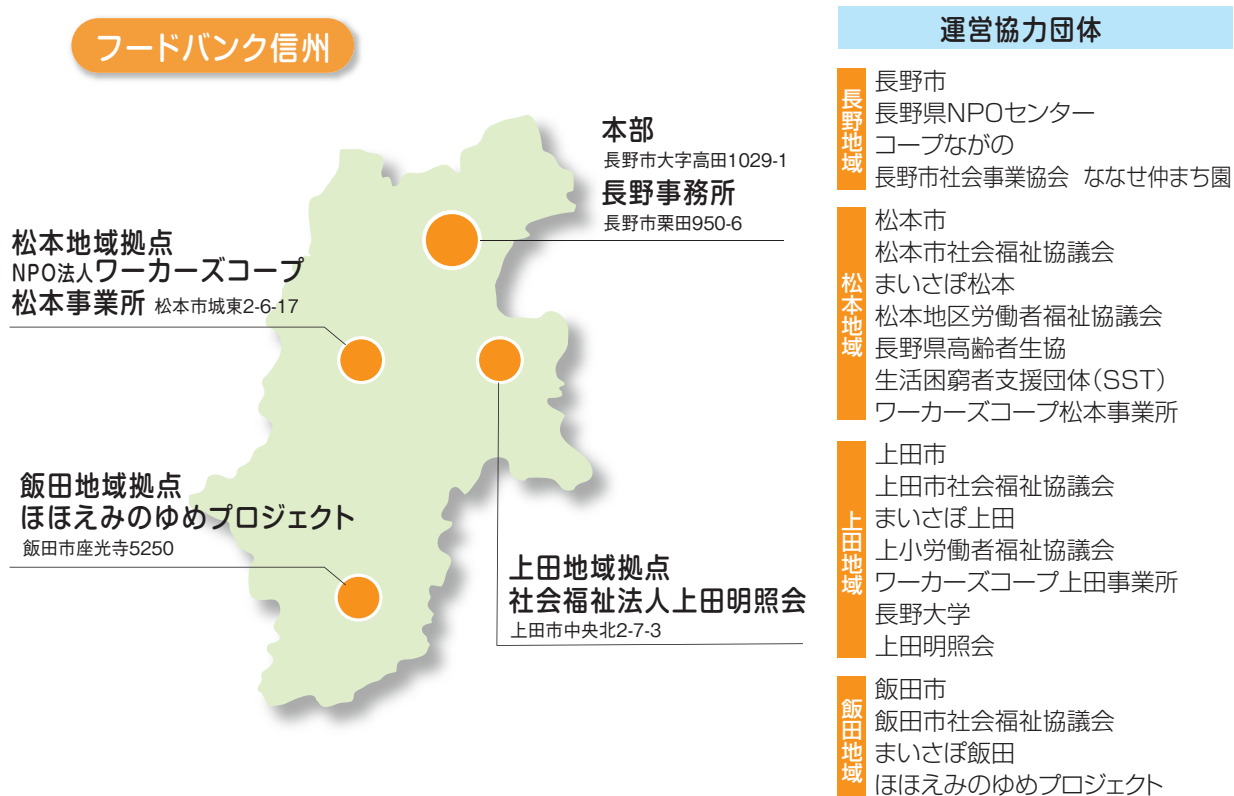 フードバンク信州
本部
長野市大字高田1029-1
長野事務所
長野市栗田950-6
松本地域拠点
NPO法人ワーカーズコープ
松本事業所 松本市城東2-6-17
飯田地域拠点
ほほえみのゆめプロジェクト
飯田市座光寺5250
上田地域拠点
社会福祉法人上田明照会
上田市中央北2-7-3
運営協力団体
長野地域
長野市
長野県NPOセンター
コープながの
長野市社会事業協会 ななせ仲まち園
松本地域
松本市
松本市社会福祉協議会
まいさぽ松本
松本地区労働者福祉協議会
長野県高齢者生協
生活困窮者支援団体(SST)
ワーカーズコープ松本事業所
上田地域
上田市
上田市社会福祉協議会
まいさぽ上田
上小労働者福祉協議会
ワーカーズコープ上田事業所
長野大学
上田明照会
飯田地域
飯田市
飯田市社会福祉協議会
まいさぽ飯田
ほほえみのゆめプロジェクト